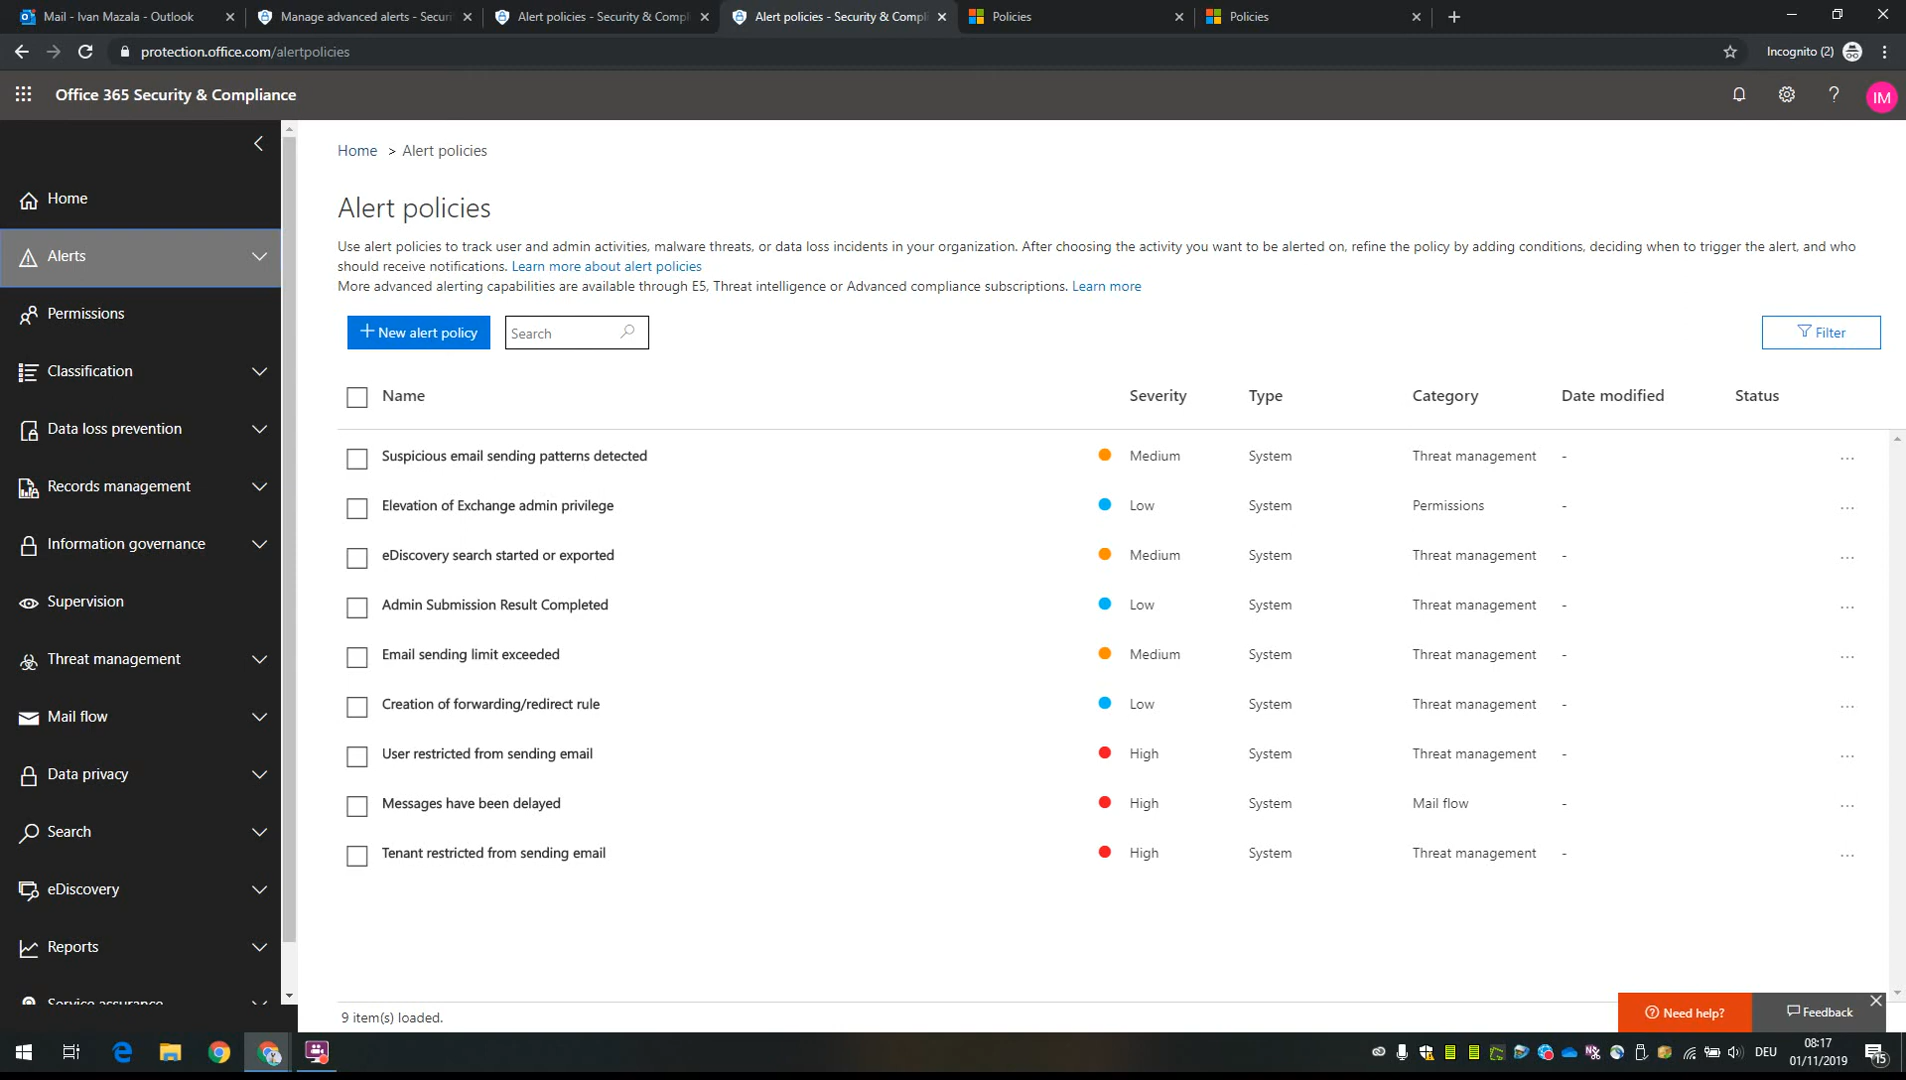 Mail - Ivan Mazala - Outlook
Manage advanced alerts - Securi
Alert policies - Security & Compl
Alert policies - Security & Compl
Policies
Policies
protection.office.com/alertpolicies
Incognito (2)
Office 365 Security & Compliance
IM
Home
Alerts
Permissions
Classification
Data loss prevention
Records management
Information governance
Supervision
Threat management
Mail flow
Data privacy
Search
eDiscovery
Reports
Service assurance
Home > Alert policies
Alert policies
Use alert policies to track user and admin activities, malware threats, or data loss incidents in your organization. After choosing the activity you want to be alerted on, refine the policy by adding conditions, deciding when to trigger the alert, and who
should receive notifications. Learn more about alert policies
More advanced alerting capabilities are available through E5, Threat intelligence or Advanced compliance subscriptions. Learn more
+ New alert policy
Search
Filter
Name Severity Type Category Date modified Status
Suspicious email sending patterns detected Medium System Threat management - ...
Elevation of Exchange admin privilege Low System Permissions - ...
eDiscovery search started or exported Medium System Threat management - ...
Admin Submission Result Completed Low System Threat management - ...
Email sending limit exceeded Medium System Threat management - ...
Creation of forwarding/redirect rule Low System Threat management - ...
User restricted from sending email High System Threat management - ...
Messages have been delayed High System Mail flow - ...
Tenant restricted from sending email High System Threat management - ...
9 item(s) loaded.
Need help?
Feedback
DEU
08:17
01/11/2019
15